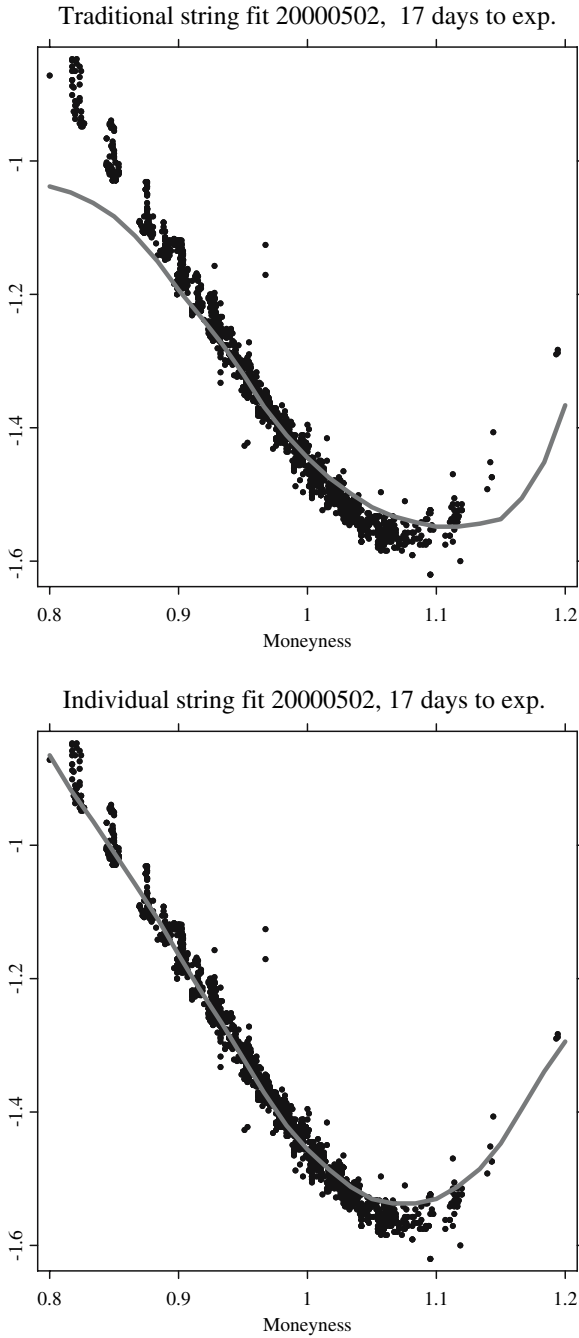 Traditional string fit 20000502, 17 days to exp.
-1
-1.2
-1.4
-1.6
0.8 0.9 1 1.1 1.2
Moneyness
Individual string fit 20000502, 17 days to exp.
-1
-1.2
-1.4
-1.6
0.8 0.9 1 1.1 1.2
Moneyness